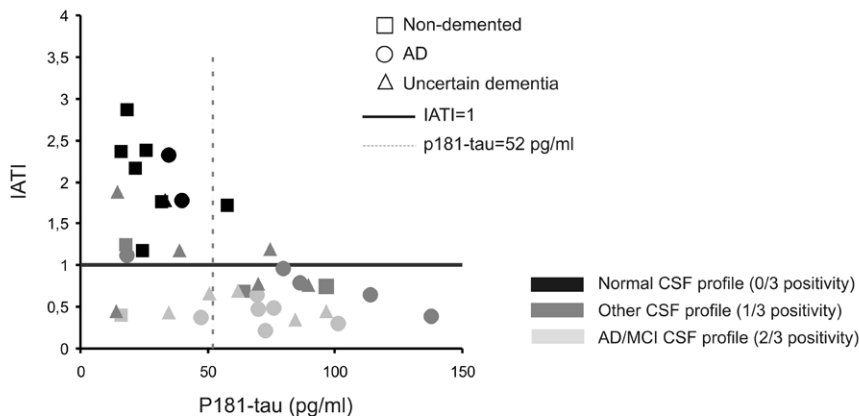 4
3,5
3
2,5
2
1,5
1
0,5
0
IATI
0
50
100
150
P181-tau (pg/ml)
Non-demented
AD
Uncertain dementia
IATI=1
p181-tau=52 pg/ml
Normal CSF profile (0/3 positivity)
Other CSF profile (1/3 positivity)
AD/MCI CSF profile (2/3 positivity)